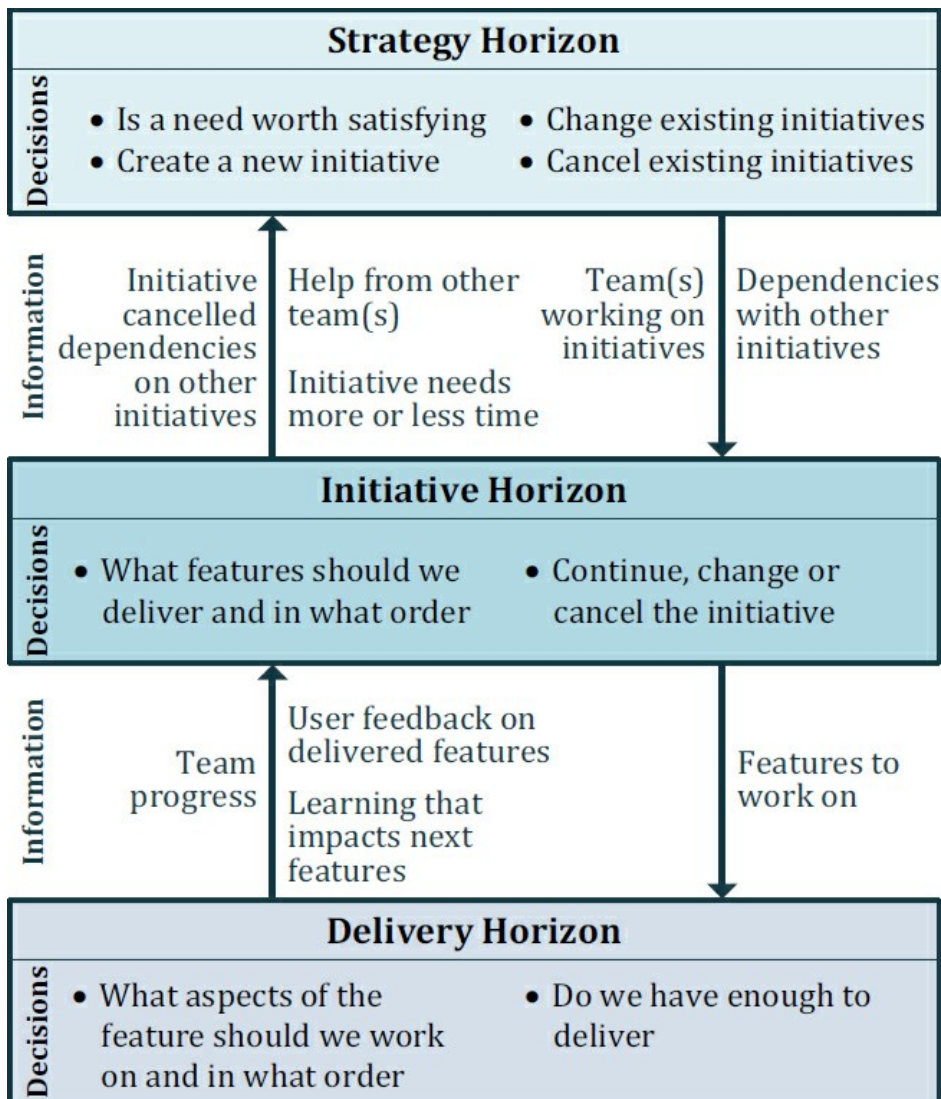 Strategy Horizon
Decisions
• Is a need worth satisfying
• Create a new initiative
• Change existing initiatives
• Cancel existing initiatives
Information
Initiative
cancelled
dependencies
on other
initiatives
Help from other
team(s)
Initiative needs
more or less time
Team(s)
working on
initiatives
Dependencies
with other
initiatives
Initiative Horizon
Decisions
• What features should we
deliver and in what order
• Continue, change or
cancel the initiative
Information
Team
progress
User feedback on
delivered features
Learning that
impacts next
features
Features to
work on
Delivery Horizon
Decisions
• What aspects of the
feature should we work
on and in what order
• Do we have enough to
deliver